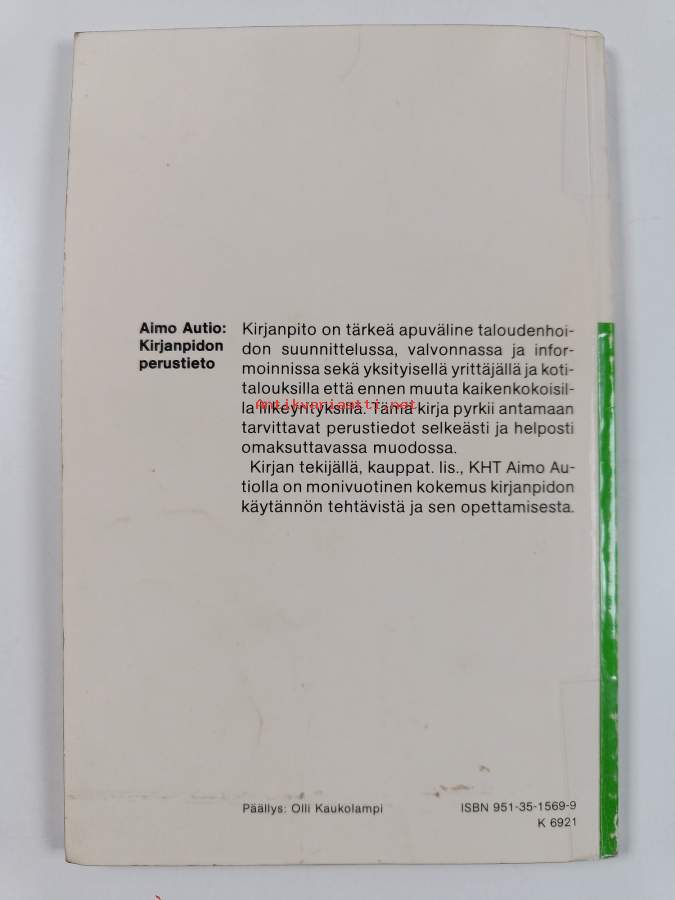 Aimo Autio:
Kirjanpidon
perustieto
Kirjanpito on tärkeä apuväline taloudenhoi-
don suunnittelussa, valvonnassa ja infor-
moinnissa sekä yksityisellä yrittäjällä ja koti-
talouksilla että ennen muuta kaikenkokoisil-
la liikeyrityksillä. Tämä kirja pyrkii antamaan
tarvittavat perustiedot selkeästi ja helposti
omaksuttavassa muodossa.
Kirjan tekijällä, kauppat. lis., KHT Aimo Au-
tiolla on monivuotinen kokemus kirjanpidon
käytännön tehtävistä ja sen opettamisesta.
Antikvariaatti.net
Päällys: Olli Kaukolampi
ISBN 951-35-1569-9
K 6921